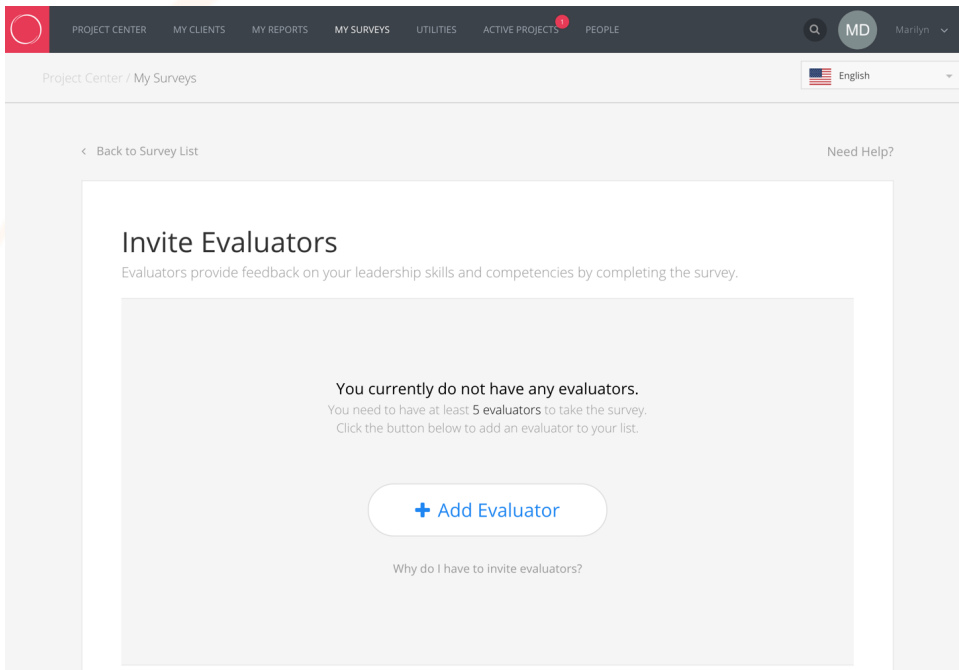 PROJECT CENTER MY CLIENTS MY REPORTS MY SURVEYS UTILITIES ACTIVE PROJECTS 1 PEOPLE MD Marilyn
Project Center / My Surveys English
Back to Survey List Need Help?
Invite Evaluators
Evaluators provide feedback on your leadership skills and competencies by completing the survey.
You currently do not have any evaluators.
You need to have at least 5 evaluators to take the survey.
Click the button below to add an evaluator to your list.
Add Evaluator
Why do I have to invite evaluators?